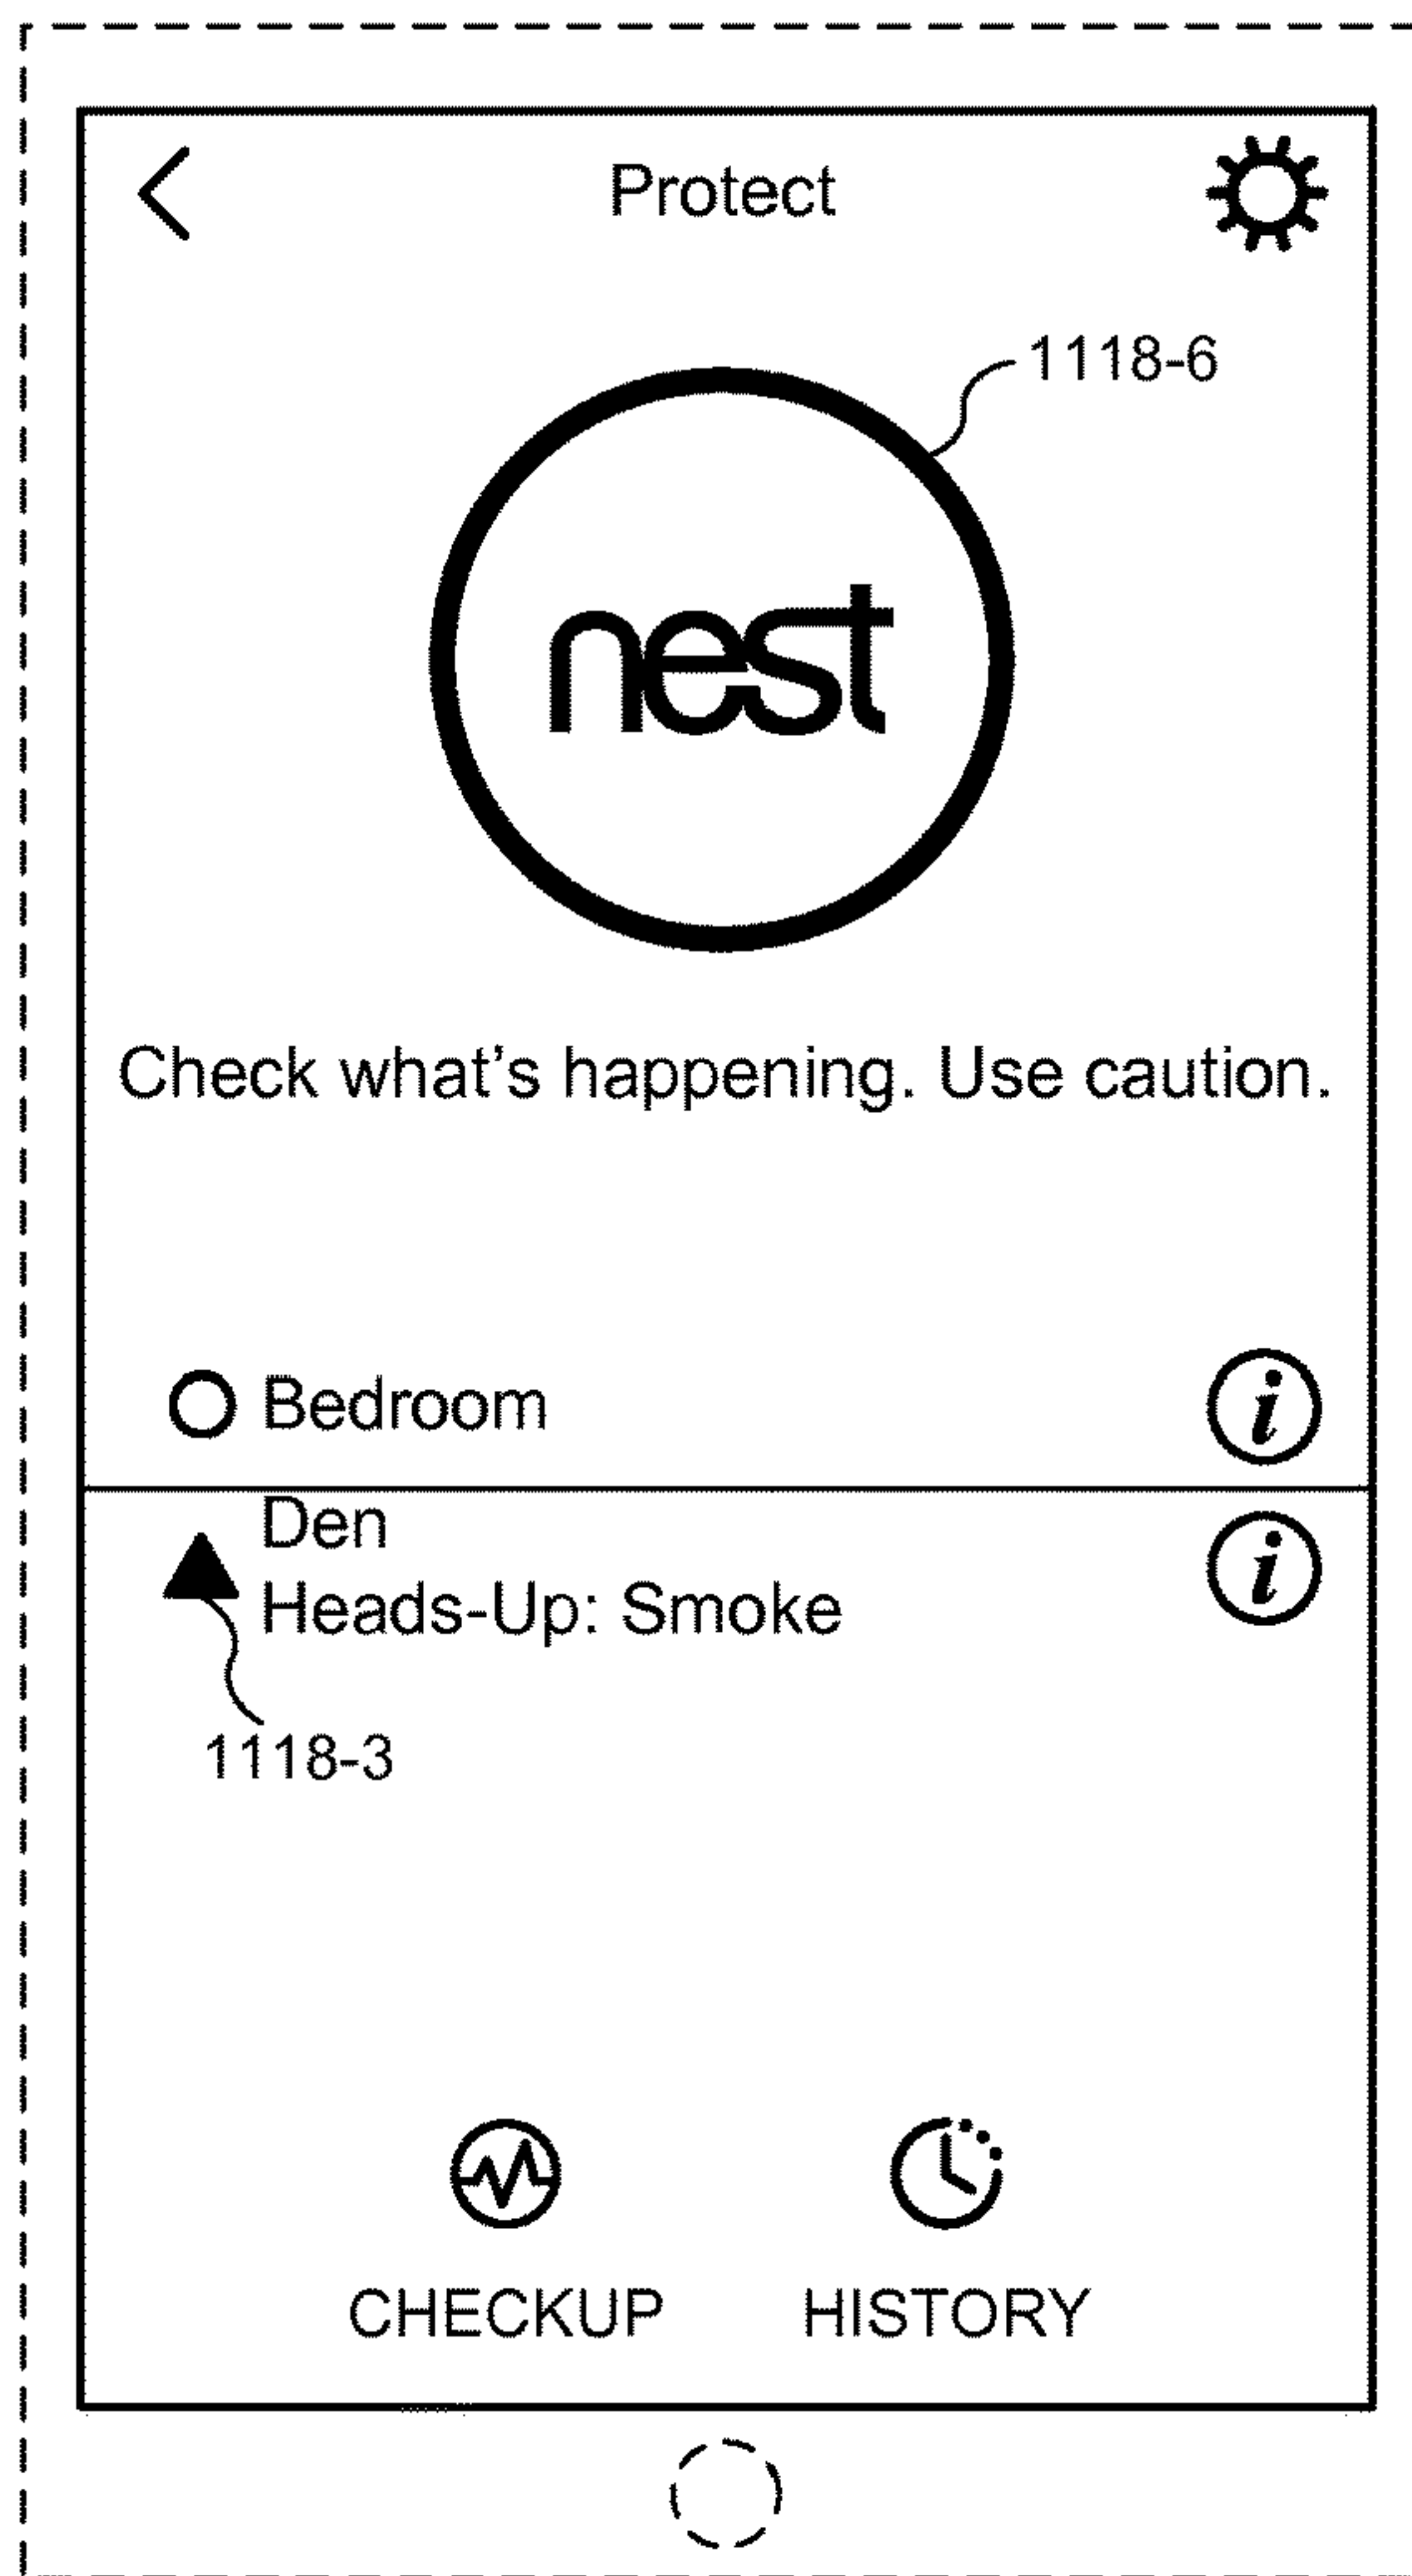 Protect
1118-6
nest
Check what's happening. Use caution.
Bedroom
Den
Heads-Up: Smoke
1118-3
CHECKUP
HISTORY